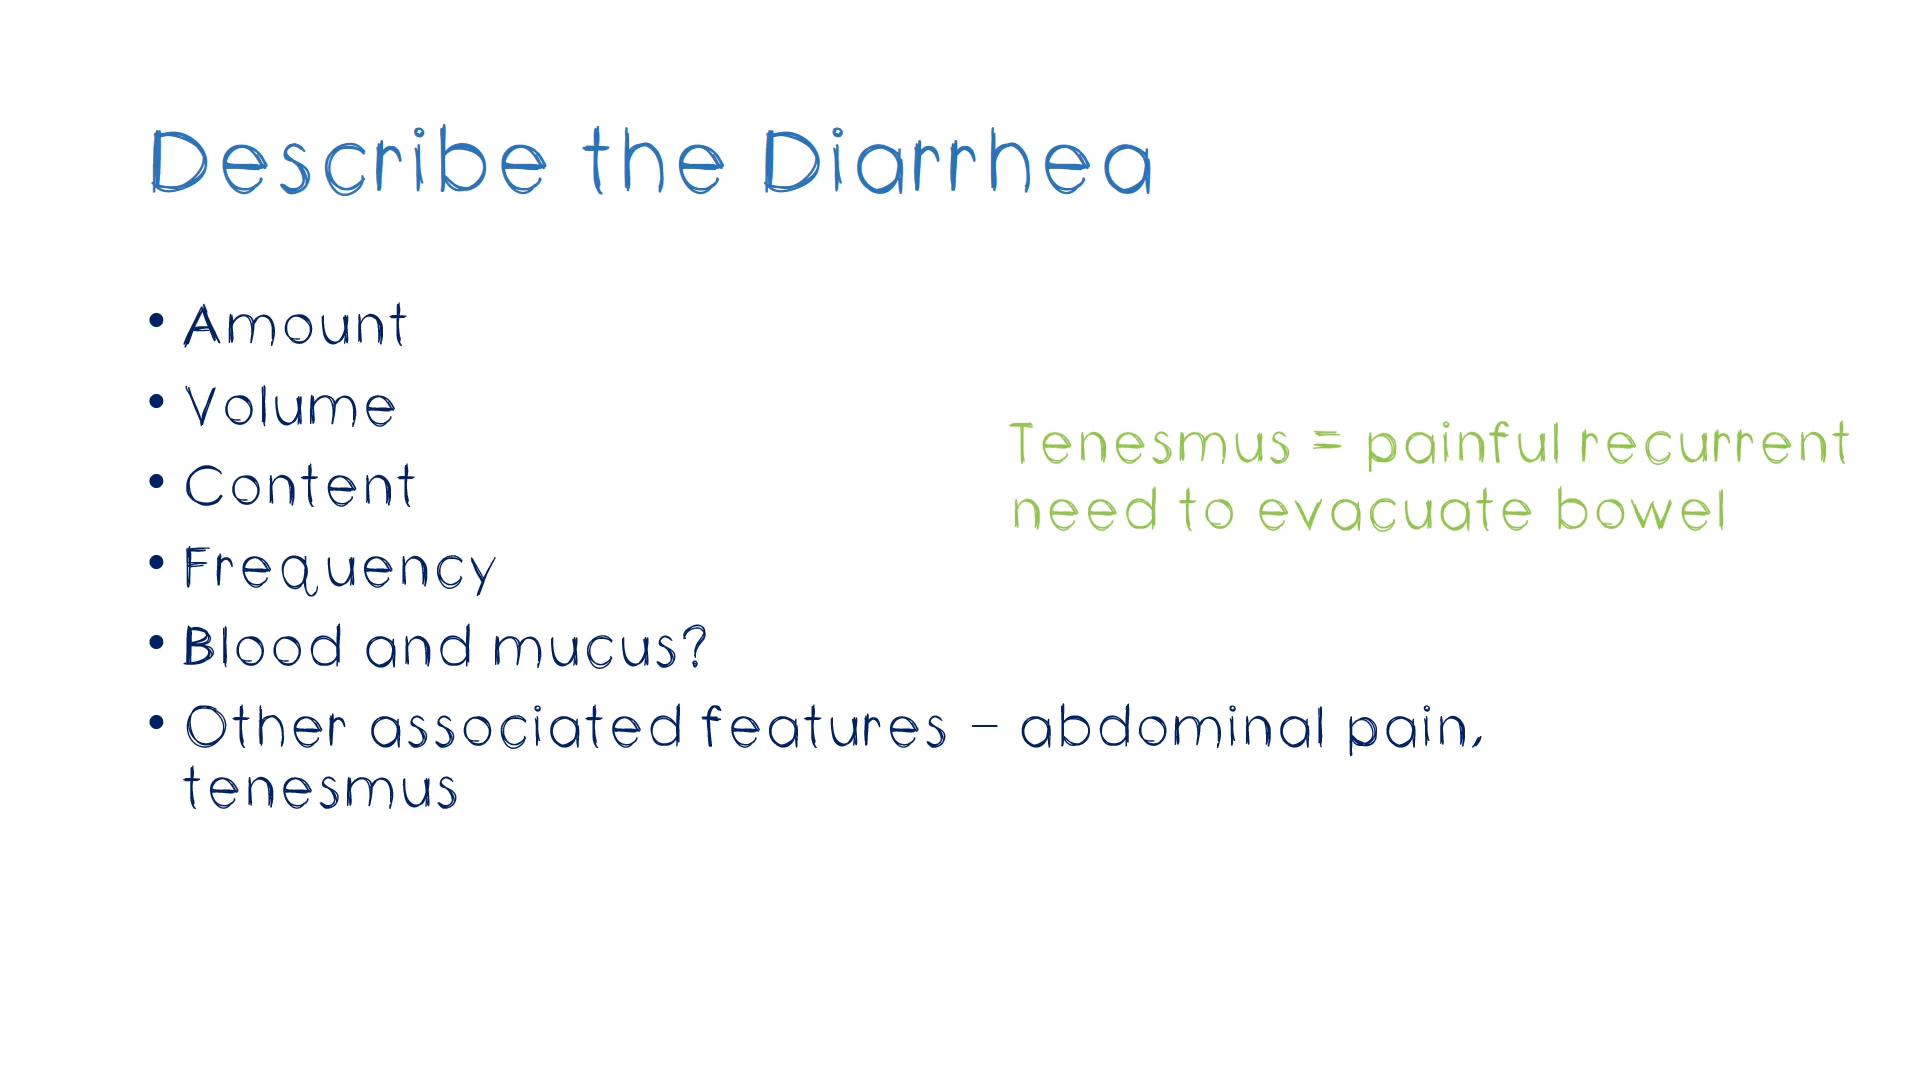 Describe the Diarrhea
• Amount
• Volume
• Content
• Frequency
• Blood and mucus?
• Other associated features – abdominal pain,
tenesmus
Tenesmus = painful recurrent
need to evacuate bowel